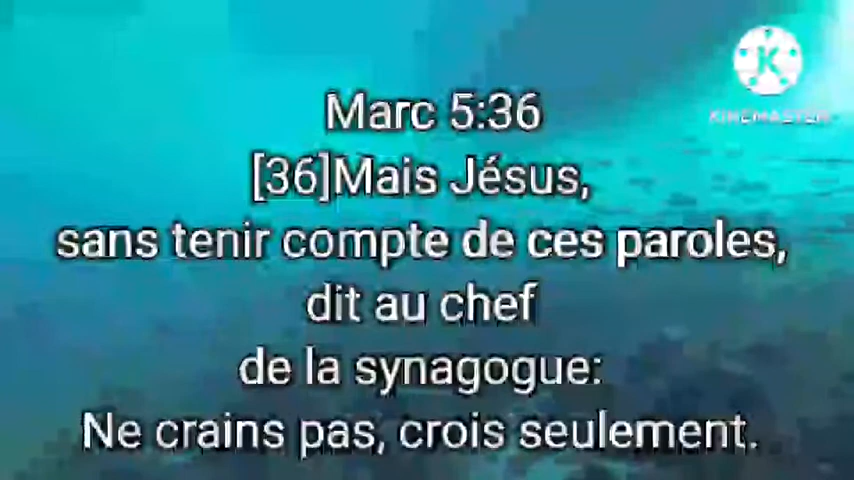 K
KINEMASTER
Marc 5:36
[36]Mais Jésus,
sans tenir compte de ces paroles,
dit au chef
de la synagogue:
Ne crains pas, crois seulement.